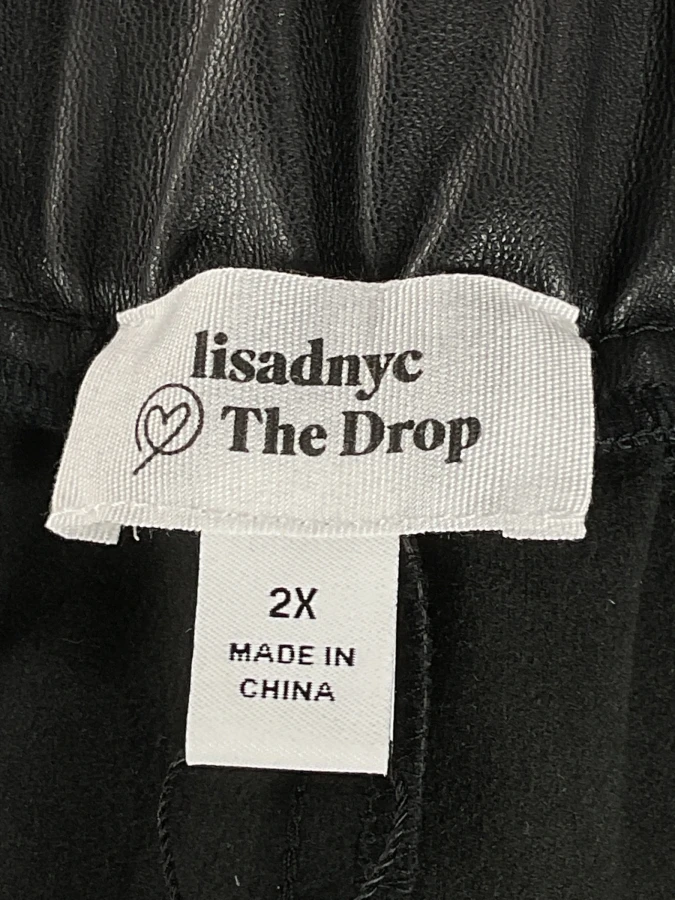 lisadnyc
The Drop
2X
MADE IN
CHINA